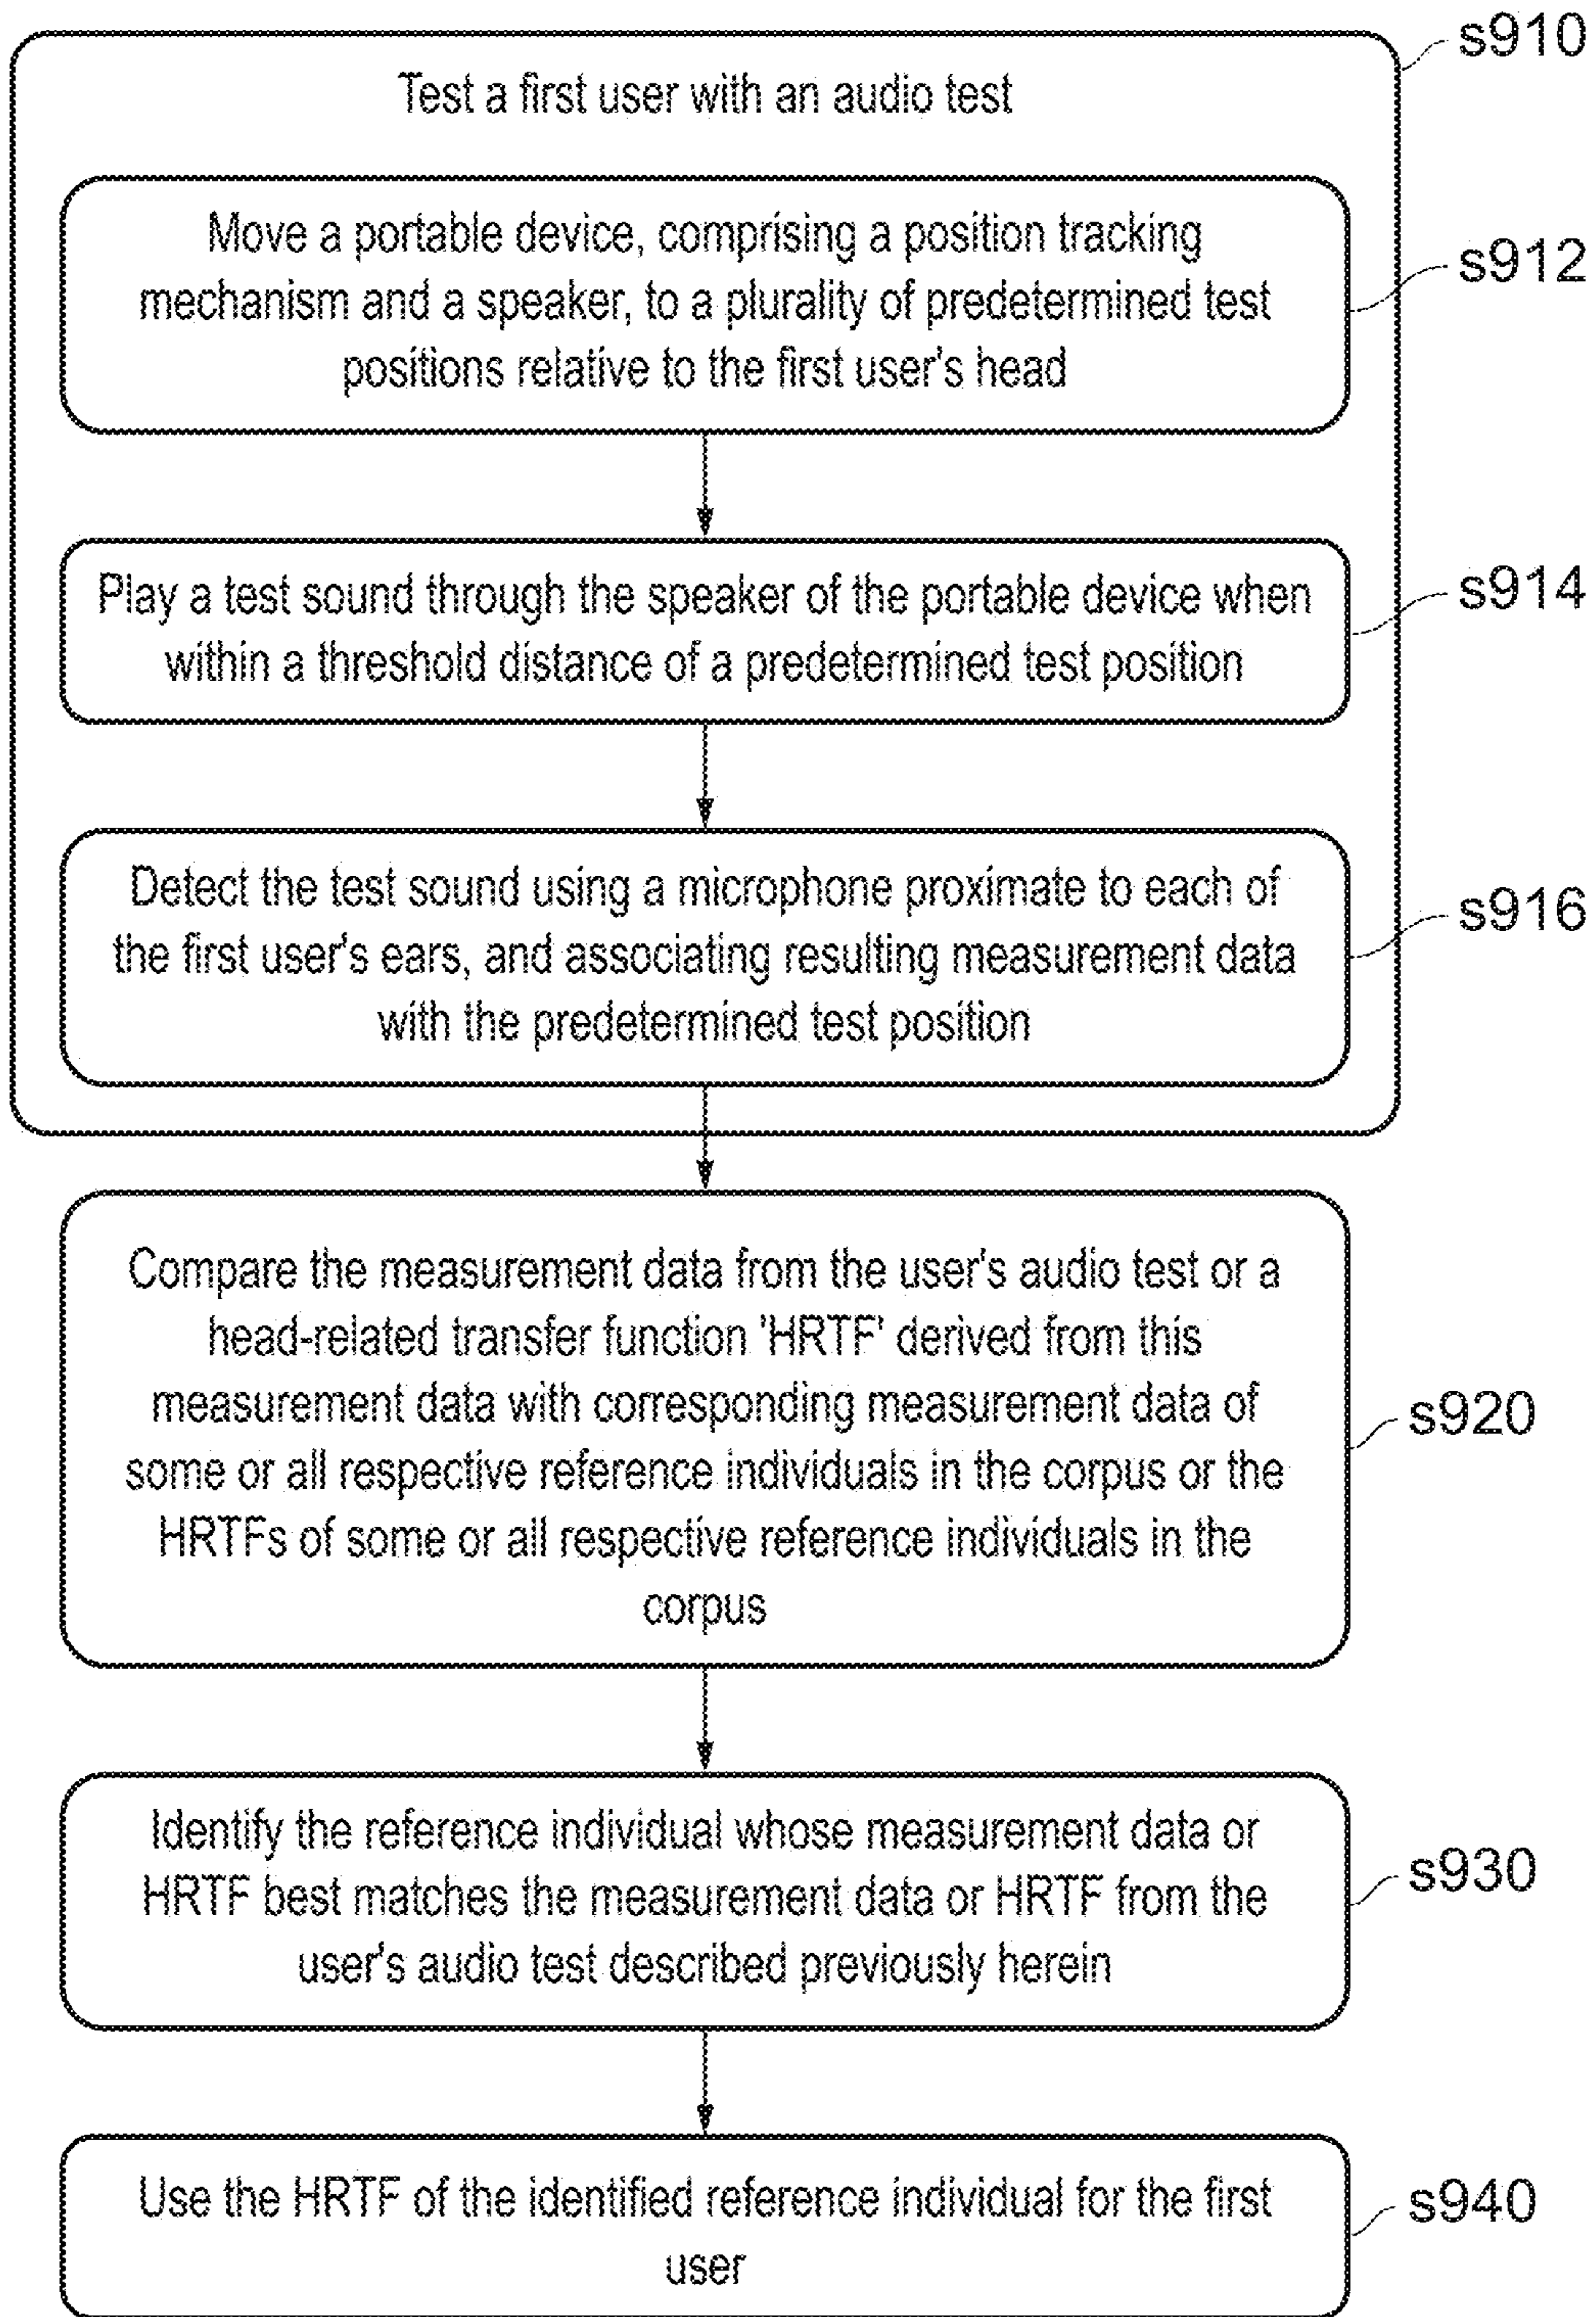 s910
Test a first user with an audio test
Move a portable device, comprising a position tracking
mechanism and a speaker, to a plurality of predetermined test
positions relative to the first user's head
s912
Play a test sound through the speaker of the portable device when
within a threshold distance of a predetermined test position
s914
Detect the test sound using a microphone proximate to each of
the first user's ears, and associating resulting measurement data
with the predetermined test position
s916
Compare the measurement data from the user's audio test or a
head-related transfer function 'HRTF' derived from this
measurement data with corresponding measurement data of
some or all respective reference individuals in the corpus or the
HRTFs of some or all respective reference individuals in the
corpus
s920
Identify the reference individual whose measurement data or
HRTF best matches the measurement data or HRTF from the
user's audio test described previously herein
s930
Use the HRTF of the identified reference individual for the first
user
s940